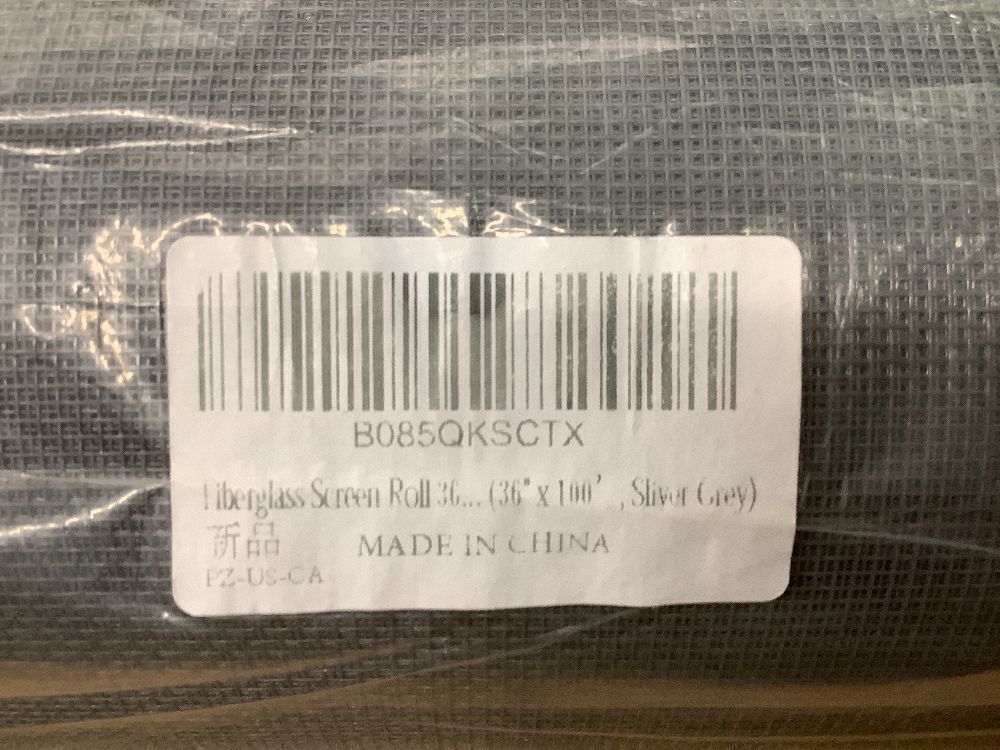 B085QKSCTX
Fiberglass Screen Roll 36... (36" x 100’ , Sliver Grey)
新品 MADE IN CHINA
PZ-US-CA